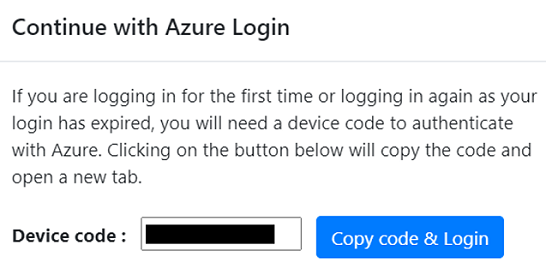 Continue with Azure Login
If you are logging in for the first time or logging in again as your
login has expired, you will need a device code to authenticate
with Azure. Clicking on the button below will copy the code and
open a new tab.
Device code : Copy code & Login